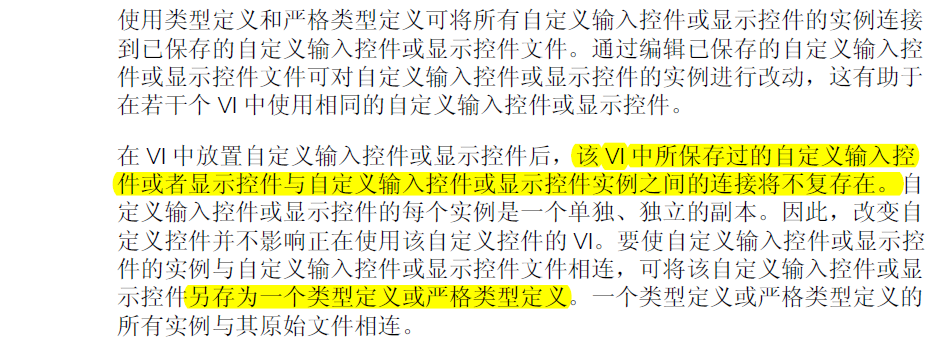 使用类型定义和严格类型定义可将所有自定义输入控件或显示控件的实例连接
到已保存的自定义输入控件或显示控件文件。通过编辑已保存的自定义输入控
件或显示控件文件可对自定义输入控件或显示控件的实例进行改动，这有助于
在若干个 VI 中使用相同的自定义输入控件或显示控件。
在 VI 中放置自定义输入控件或显示控件后，该 VI 中所保存过的自定义输入控
件或者显示控件与自定义输入控件或显示控件实例之间的连接将不复存在。自
定义输入控件或显示控件的每个实例是一个单独、独立的副本。因此，改变自
定义控件并不影响正在使用该自定义控件的 VI。要使自定义输入控件或显示控
件的实例与自定义输入控件或显示控件文件相连，可将该自定义输入控件或显
示控件另存为一个类型定义或严格类型定义。一个类型定义或严格类型定义的
所有实例与其原始文件相连。